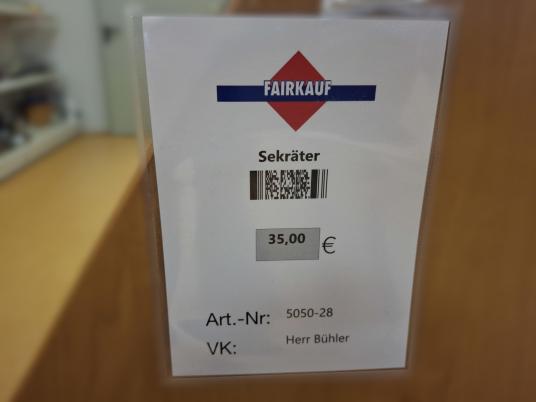 FAIRKAUF
Sekräter
35,00 €
Art.-Nr: 5050-28
VK: Herr Bühler